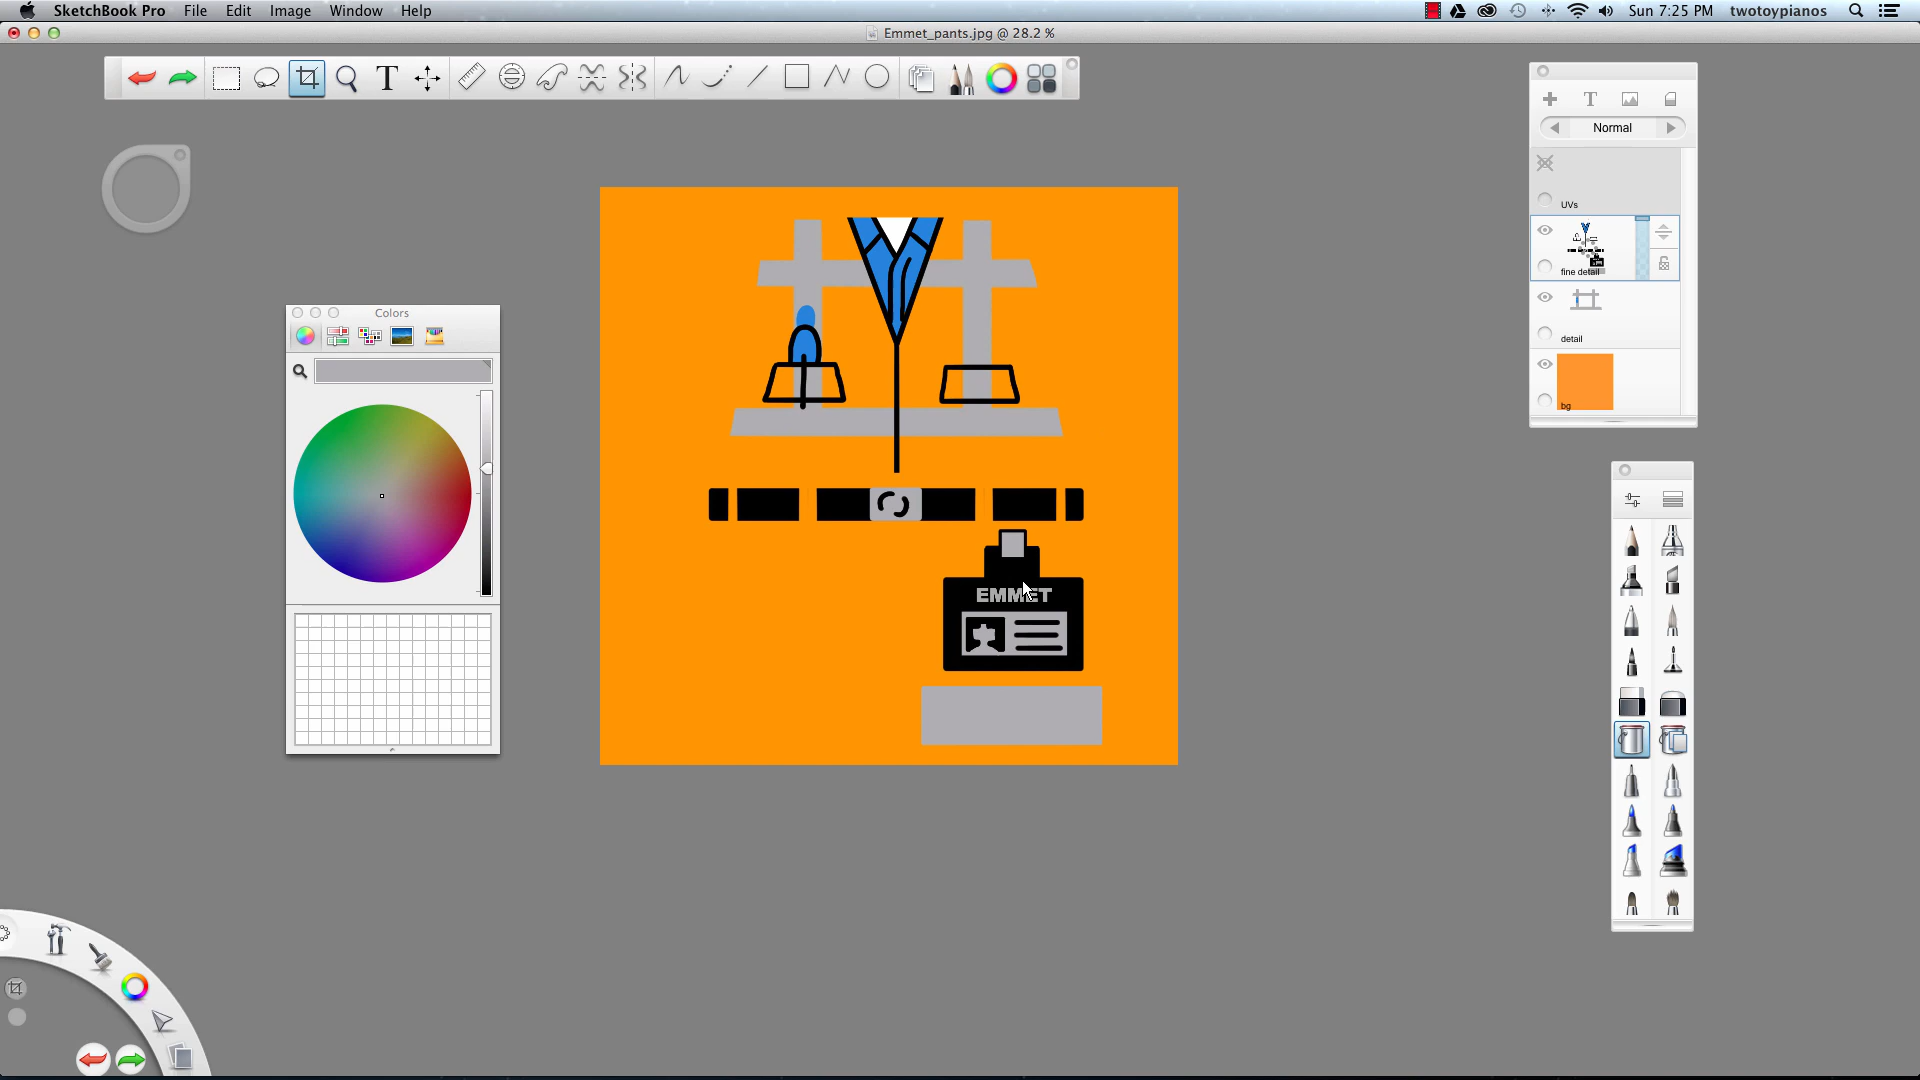 SketchBook Pro File Edit Image Window Help Sun 7:25 PM twotoypianos
Emmet_pants.jpg @ 28.2 %
T
T
Normal
UVs
fine detail
Colors
detail
bg
EMMET